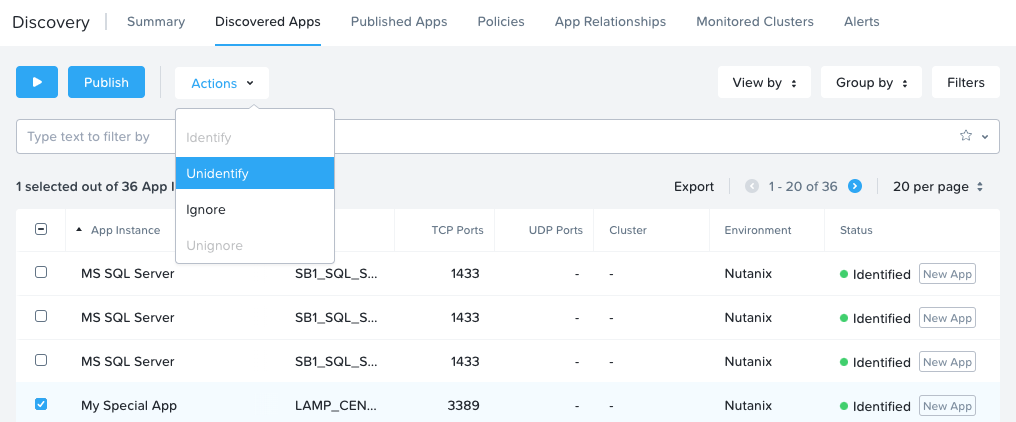 Discovery Summary Discovered Apps Published Apps Policies App Relationships Monitored Clusters Alerts
Publish Actions View by Group by Filters
Type text to filter by
Identify
Unidentify
Ignore
Unignore
1 selected out of 36 App Export 1 - 20 of 36 20 per page
App Instance TCP Ports UDP Ports Cluster Environment Status
MS SQL Server SB1_SQL_S... 1433 - - Nutanix Identified New App
MS SQL Server SB1_SQL_S... 1433 - - Nutanix Identified New App
MS SQL Server SB1_SQL_S... 1433 - - Nutanix Identified New App
My Special App LAMP_CEN... 3389 - - Nutanix Identified New App